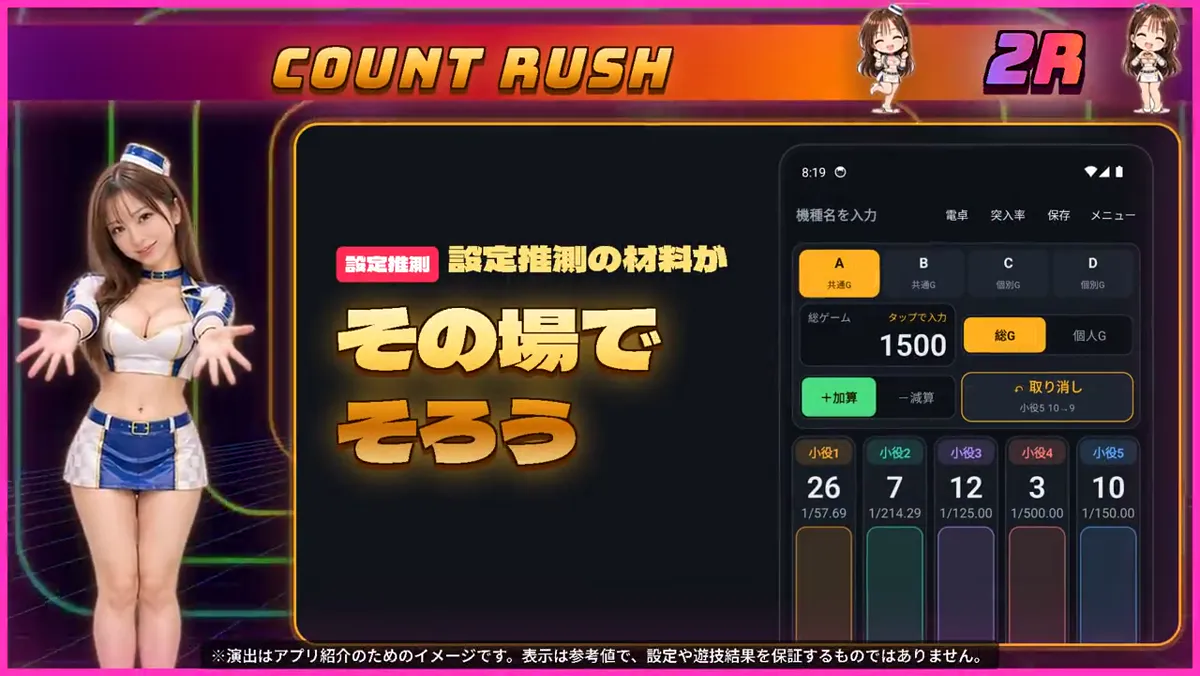 COUNT RUSH
2R
設定推測 設定推測の材料が
その場で
そろう
8:19
機種名を入力 電卓 突入率 保存 メニュー
A B C D
共通G 共通G 個別G 個別G
総ゲーム タップで入力
1500
総G 個人G
+加算 −減算
取り消し
小役5 10→9
小役1 小役2 小役3 小役4 小役5
26 7 12 3 10
1/57.69 1/214.29 1/125.00 1/500.00 1/150.00
※演出はアプリ紹介のためのイメージです。表示は参考値で、設定や遊技結果を保証するものではありません。